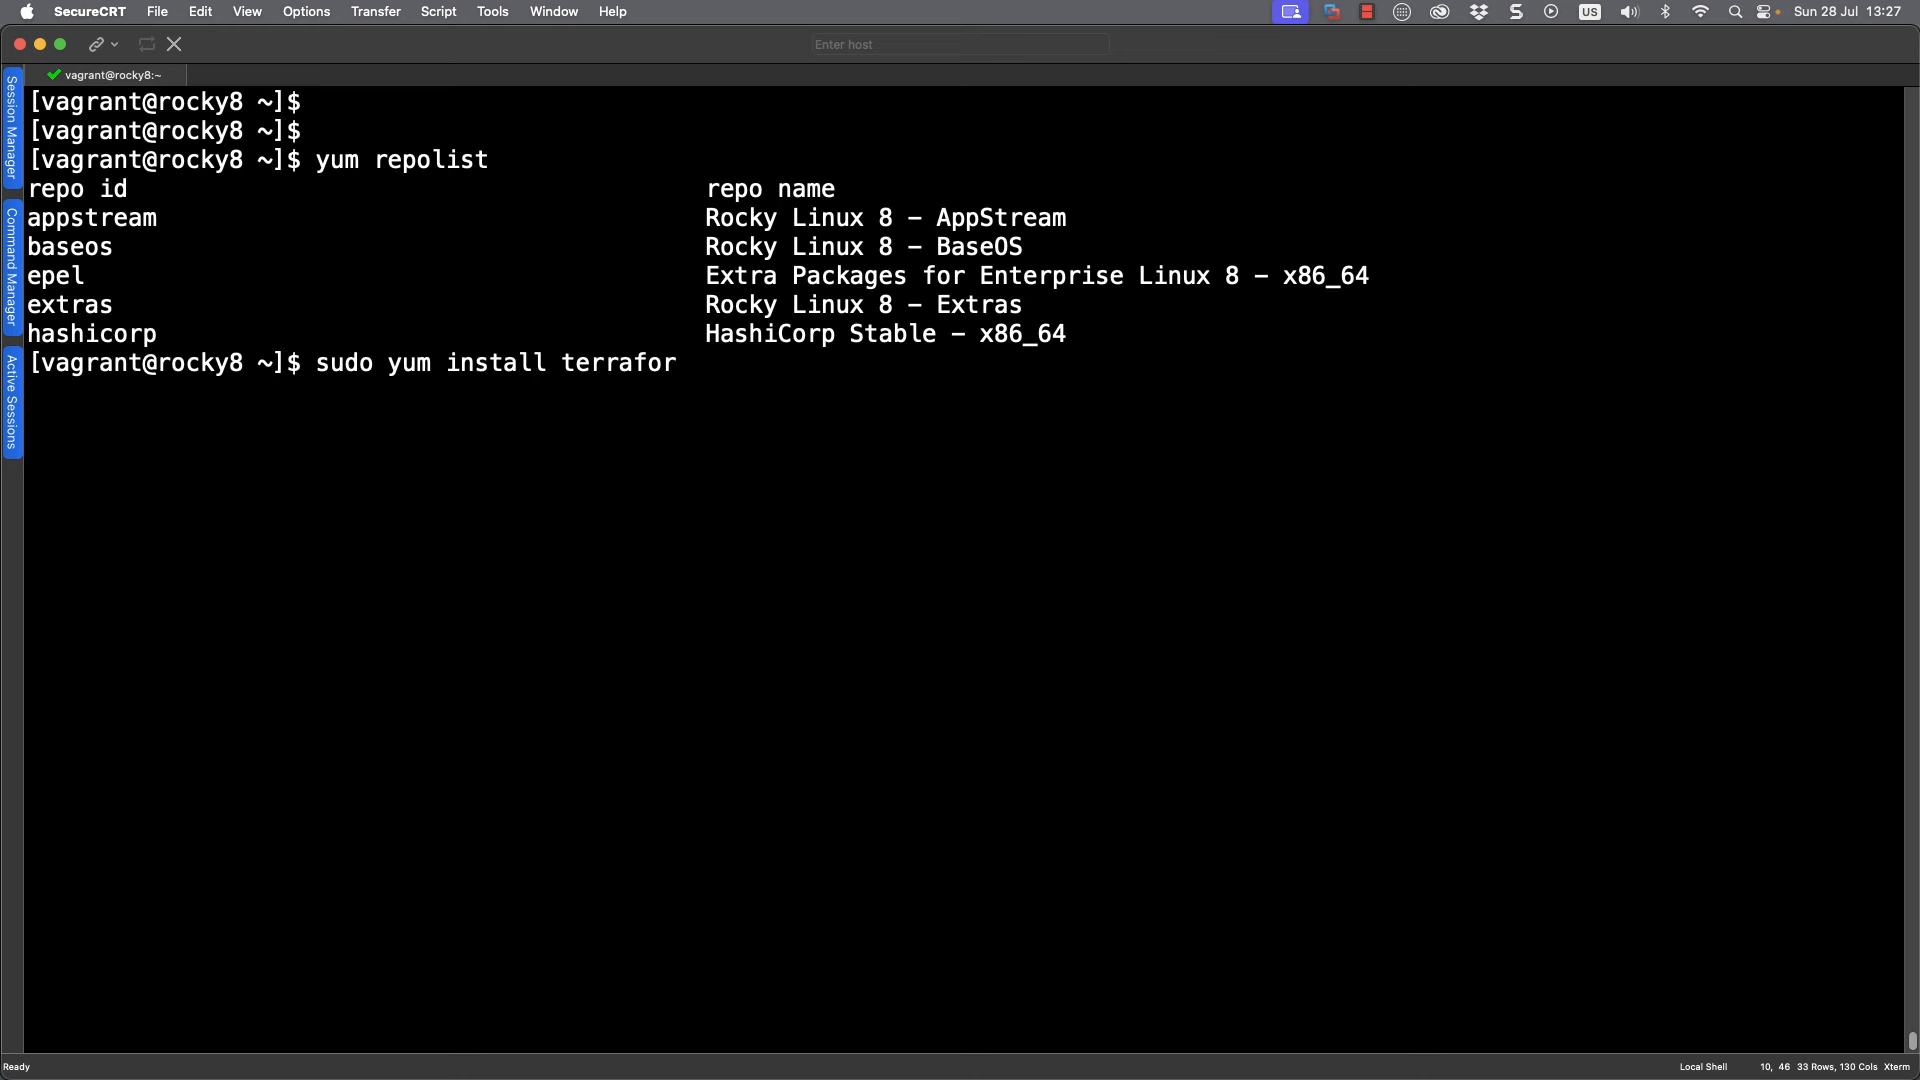 SecureCRT File Edit View Options Transfer Script Tools Window Help US Sun 28 Jul 13:27
Enter host
vagrant@rocky8:~
Session Manager
Command Manager
Active Sessions
[vagrant@rocky8 ~]$
[vagrant@rocky8 ~]$
[vagrant@rocky8 ~]$ yum repolist
repo id repo name
appstream Rocky Linux 8 - AppStream
baseos Rocky Linux 8 - BaseOS
epel Extra Packages for Enterprise Linux 8 - x86_64
extras Rocky Linux 8 - Extras
hashicorp HashiCorp Stable - x86_64
[vagrant@rocky8 ~]$ sudo yum install terrafor
Ready Local Shell 10, 46 33 Rows, 130 Cols Xterm